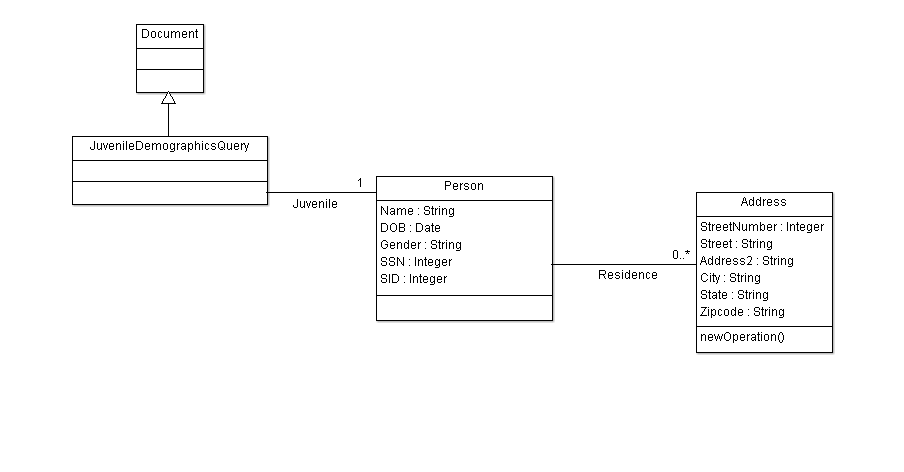 Document
JuvenileDemographicsQuery
1
Juvenile
Person
Name : String
DOB : Date
Gender : String
SSN : Integer
SID : Integer
0..*
Residence
Address
StreetNumber : Integer
Street : String
Address2 : String
City : String
State : String
Zipcode : String
newOperation()